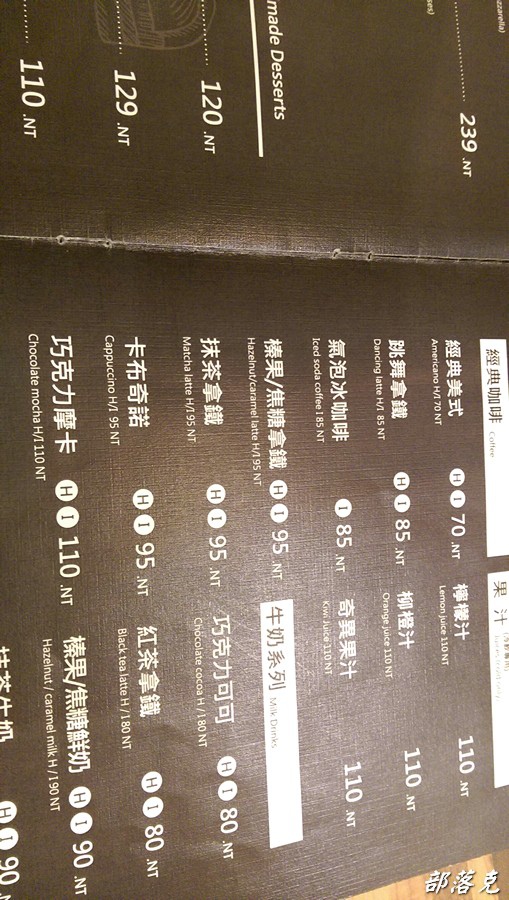 zzarella)
ses)
239 .NT
made Desserts
120 .NT
129 .NT
110 .NT
經典咖啡 Coffee
經典美式 H I 70 .NT
Americano H/I 70 NT
跳舞拿鐵 H I 85 .NT
Dancing latte H/I 85 NT
氣泡冰咖啡 I 85 .NT
Iced soda coffee I 85 NT
榛果/焦糖拿鐵 H I 95 .NT
Hazelnut/caramel latte H/I 95 NT
抹茶拿鐵 H I 95 .NT
Matcha latte H/I 95 NT
卡布奇諾 H I 95 .NT
Cappuccino H/I 95 NT
巧克力摩卡 H I 110 .NT
Chocolate mocha H/I 110 NT
果汁
檸檬汁 110 .NT
Lemon juice 110 NT
柳橙汁 110 .NT
Orange juice 110 NT
奇異果汁 110 .NT
Kiwi Juice 110 NT
牛奶系列 Milk Drinks
巧克力可可 H I 80 .NT
Chocolate cocoa H / I 80 NT
紅茶拿鐵 H I 80 .NT
Black tea latte H / I 80 NT
榛果/焦糖鮮奶 H I 90 .NT
Hazelnut / caramel milk H / I 90 NT
抹茶牛奶 H I 90 .N
部落克